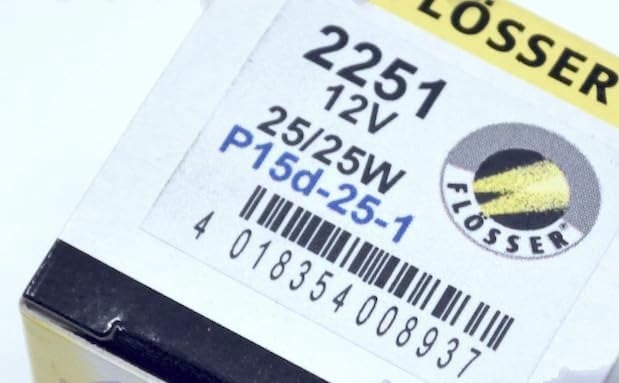 LÖSSER
2251
12V
25/25W
P15d-25-1
FLÖSSER®
4 018354 008937